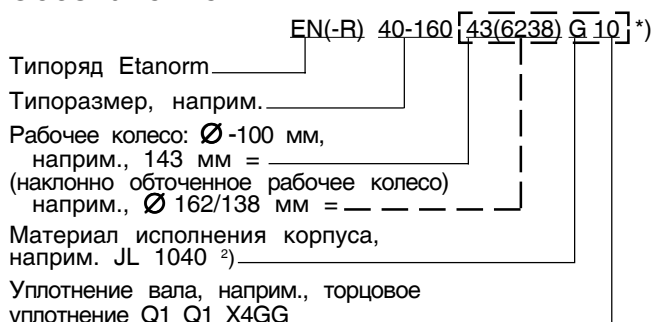 EN(-R) 40-160 43(6238) G 10 *)
Типоряд Etanorm
Типоразмер, наприм.
Рабочее колесо: Ø -100 мм,
наприм., 143 мм =
(наклонно обточенное рабочее колесо)
наприм., Ø 162/138 мм =
Материал исполнения корпуса,
наприм. JL 1040 ²)
Уплотнение вала, наприм., торцовое
уплотнение Q1 Q1 X4GG